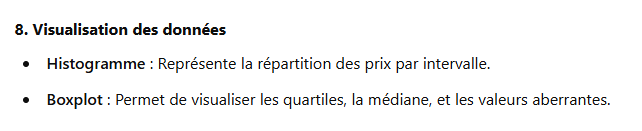 8. Visualisation des données
• Histogramme : Représente la répartition des prix par intervalle.
• Boxplot : Permet de visualiser les quartiles, la médiane, et les valeurs aberrantes.